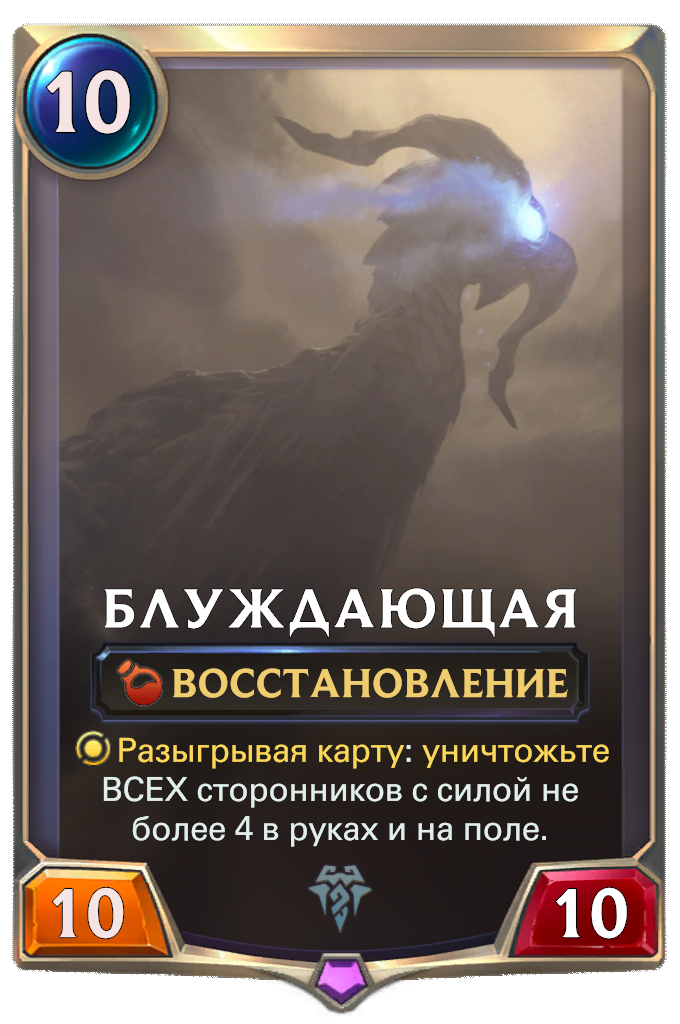 10
БЛУЖДАЮЩАЯ
ВОССТАНОВЛЕНИЕ
Разыгрывая карту: уничтожьте
ВСЕХ сторонников с силой не
более 4 в руках и на поле.
10
10